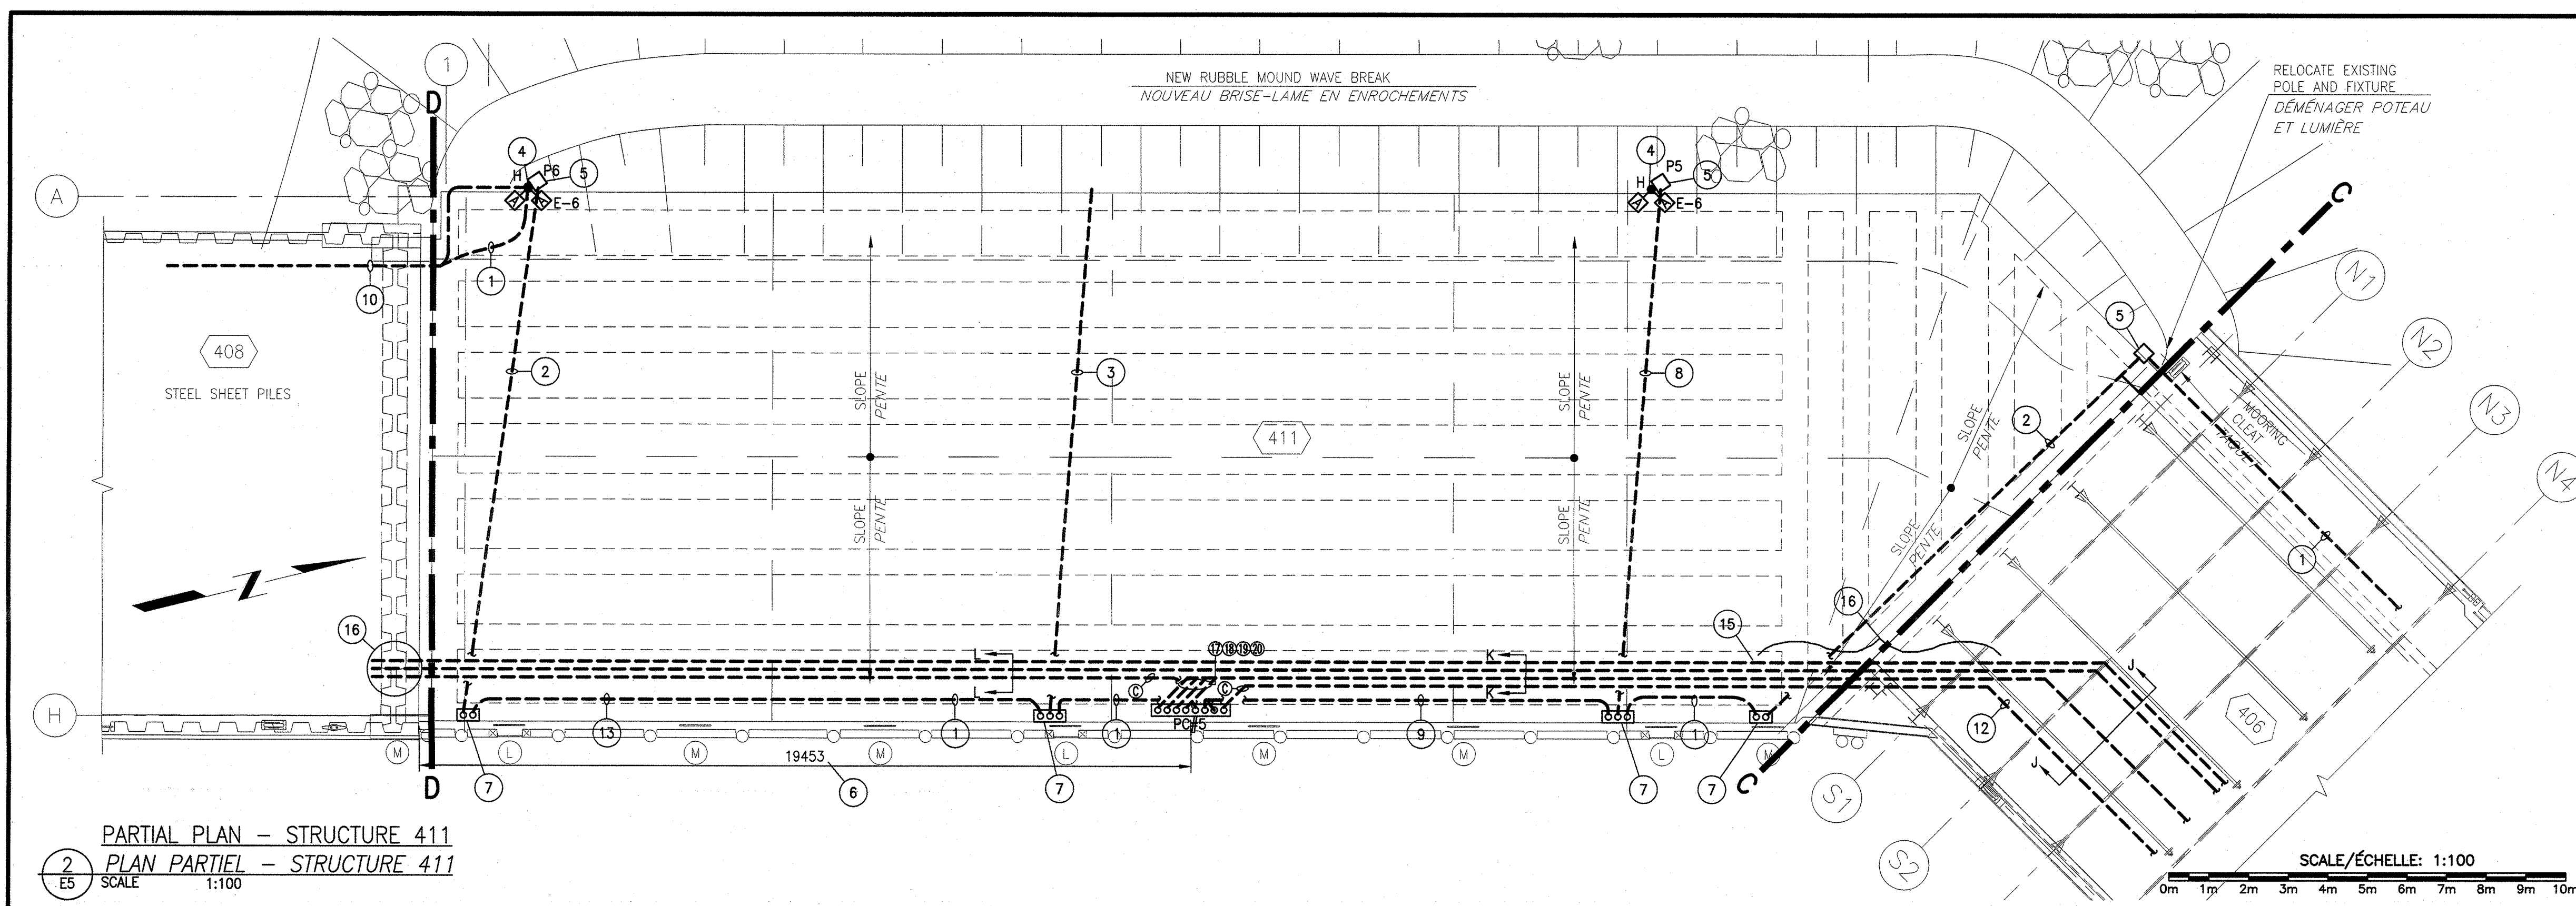 NEW RUBBLE MOUND WAVE BREAK
NOUVEAU BRISE-LAME EN ENROCHEMENTS
RELOCATE EXISTING
POLE AND FIXTURE
DÉMÉNAGER POTEAU
ET LUMIÈRE
1
D
A
4
H
P6
5
E-6
4
H
P5
5
E-6
C
N1
N2
N3
N4
10
1
2
3
8
5
2
1
408
STEEL SHEET PILES
SLOPE
PENTE
SLOPE
PENTE
411
SLOPE
PENTE
SLOPE
PENTE
SLOPE
PENTE
SLOPE
PENTE
MOORING
CLEAT
TAQUET
N
16
17 18 19 20
15
16
L
L
K
K
J
J
C
C
H
13
1
1
PC#5
9
1
12
406
M
L
M
M
L
M
M
L
M
19453
D
7
6
7
7
7
C
S1
S2
PARTIAL PLAN – STRUCTURE 411
PLAN PARTIEL – STRUCTURE 411
2
E5
SCALE 1:100
SCALE/ÉCHELLE: 1:100
0m 1m 2m 3m 4m 5m 6m 7m 8m 9m 10m